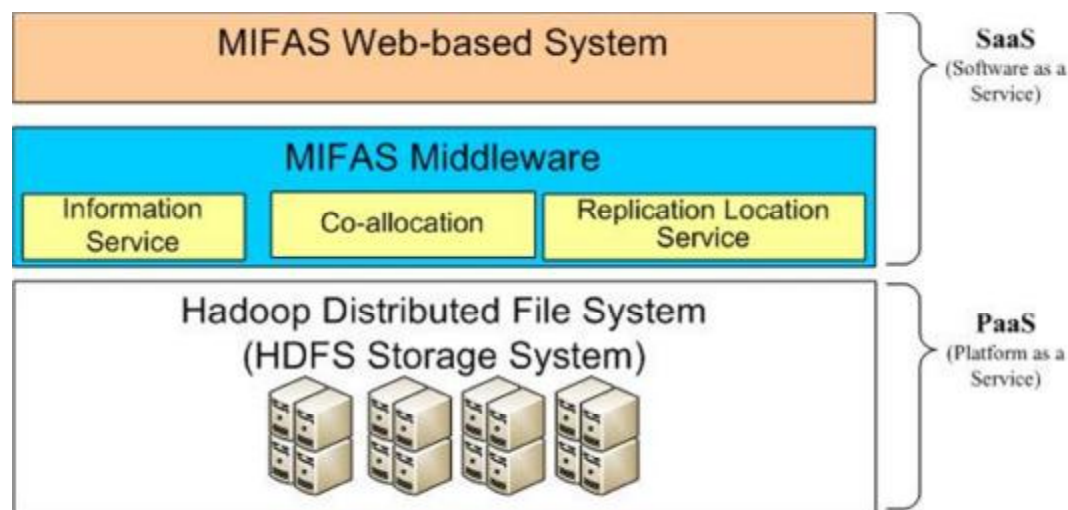 MIFAS Web-based System
SaaS
(Software as a
Service)
MIFAS Middleware
Information
Service
Co-allocation
Replication Location
Service
Hadoop Distributed File System
(HDFS Storage System)
PaaS
(Platform as a
Service)